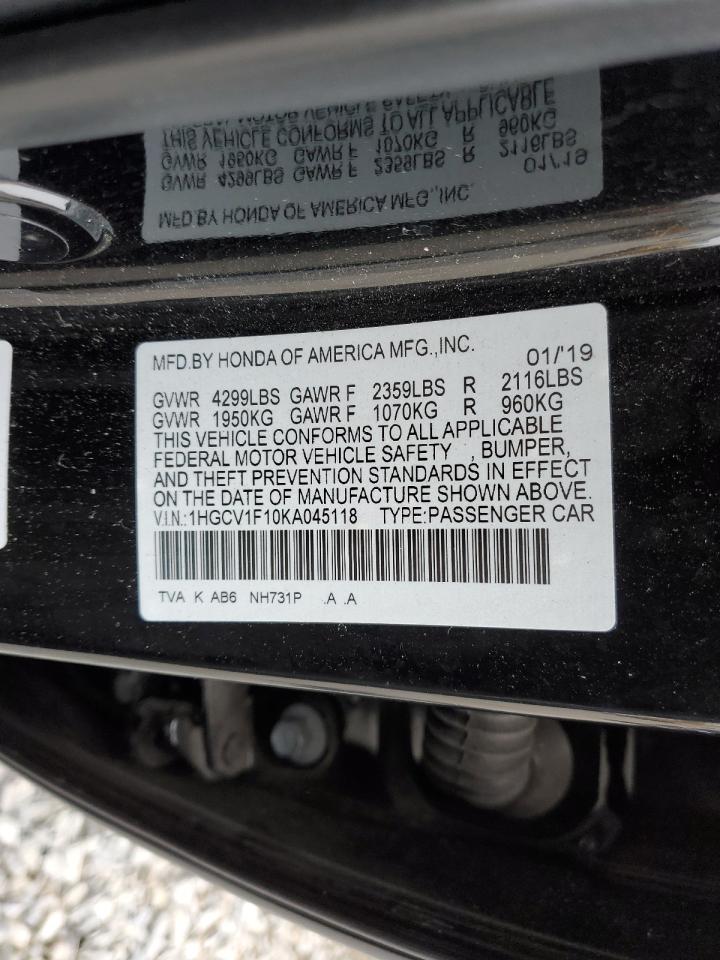 MFD.BY HONDA OF AMERICA MFG.,INC. 01/'19
GVWR 4299LBS GAWR F 2359LBS R 2116LBS
GVWR 1950KG GAWR F 1070KG R 960KG
THIS VEHICLE CONFORMS TO ALL APPLICABLE
FEDERAL MOTOR VEHICLE SAFETY , BUMPER,
AND THEFT PREVENTION STANDARDS IN EFFECT
ON THE DATE OF MANUFACTURE SHOWN ABOVE.
V.I.N.:1HGCV1F10KA045118 TYPE:PASSENGER CAR
TVA K AB6 NH731P .A .A